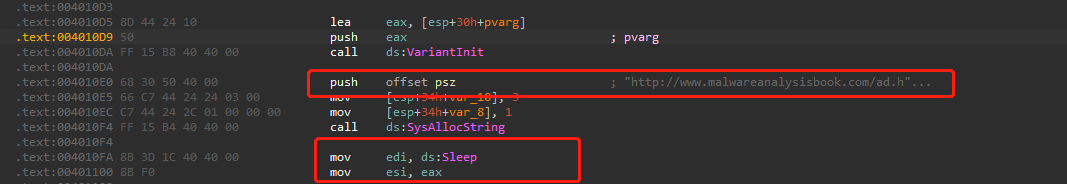 .text:004010D3
.text:004010D5 8D 44 24 10 lea eax, [esp+30h+pvarg]
.text:004010D9 50 push eax ; pvarg
.text:004010DA FF 15 B8 40 40 00 call ds:VariantInit
.text:004010DA
.text:004010E0 68 30 50 40 00 push offset psz ; "http://www.malwareanalysisbook.com/ad.h"...
.text:004010E5 66 C7 44 24 24 03 00 mov [esp+34h+var_10], 3
.text:004010EC C7 44 24 2C 01 00 00 00 mov [esp+34h+var_8], 1
.text:004010F4 FF 15 B4 40 40 00 call ds:SysAllocString
.text:004010F4
.text:004010FA 8B 3D 1C 40 40 00 mov edi, ds:Sleep
.text:00401100 8B F0 mov esi, eax